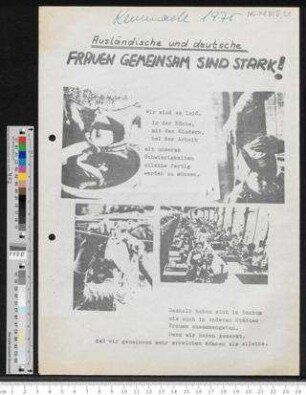 Kemnade 1975
Ausländische und deutsche
FRAUEN GEMEINSAM SIND STARK!
Wir sind es leid,
in der Küche,
mit den Kindern,
bei der Arbeit
mit unseren
Schwierigkeiten
alleine fertig
werden zu müssen.
Deshalb haben sich in Bochum
wie auch in anderen Städten
Frauen zusammengetan.
Denn wir haben gemerkt,
daß wir gemeinsam mehr erreichen können als alleine.